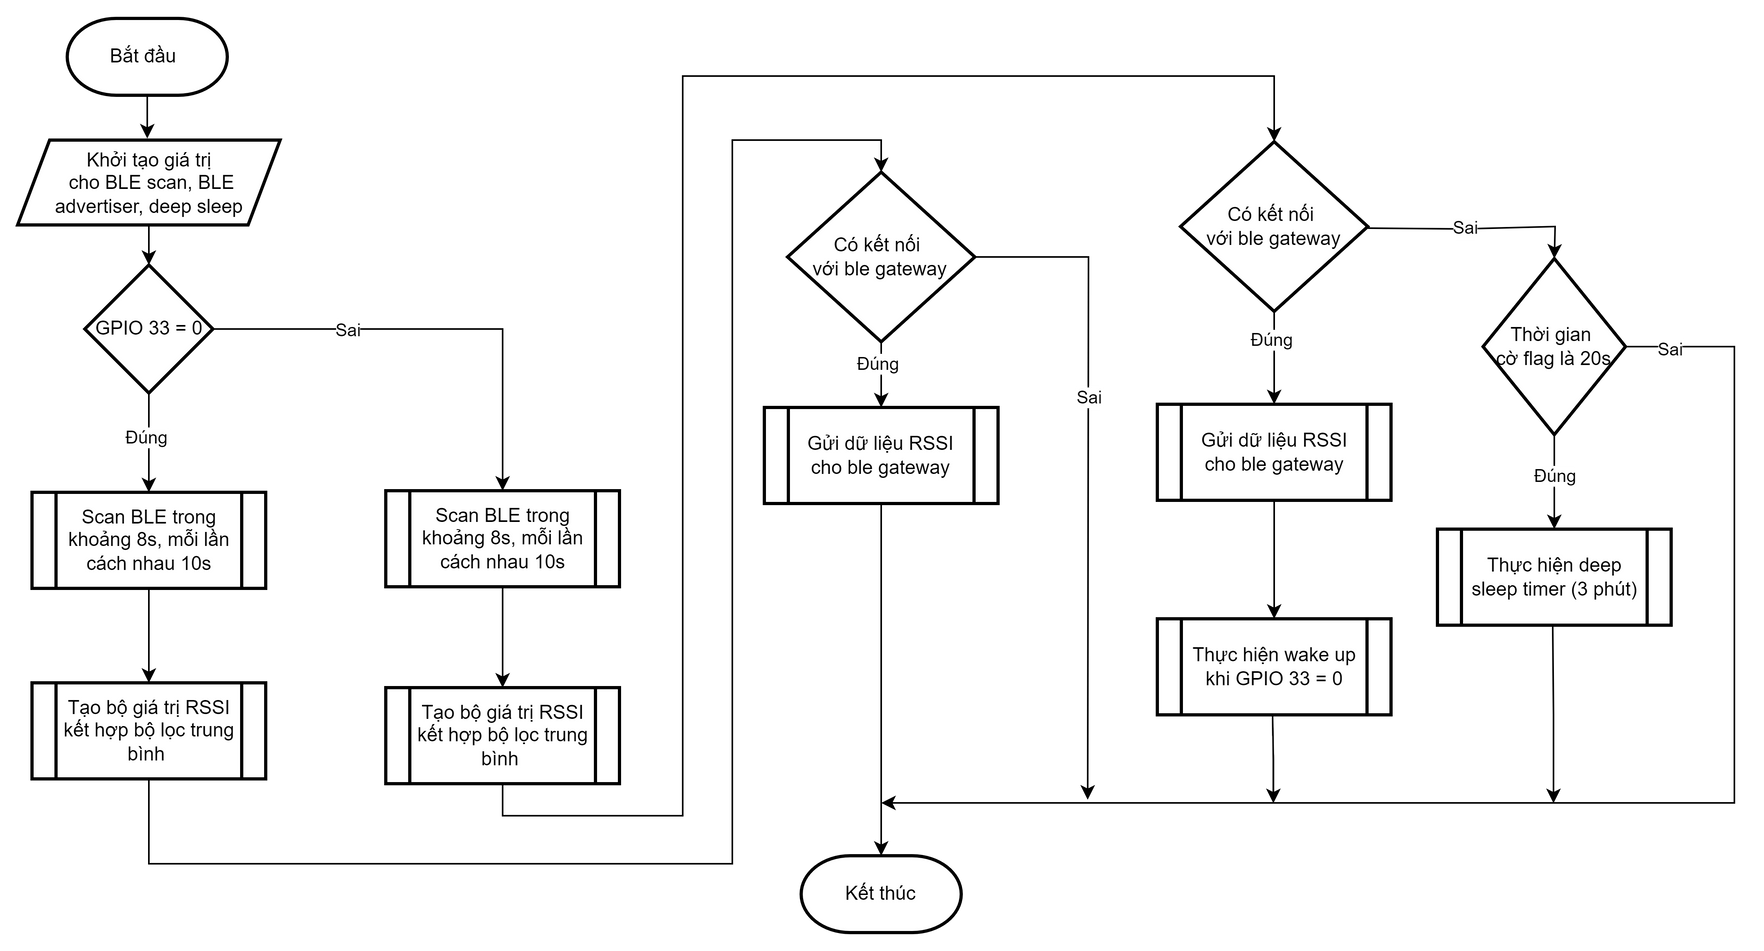 Bắt đầu
Khởi tạo giá trị
cho BLE scan, BLE
advertiser, deep sleep
GPIO 33 = 0
Sai
Đúng
Scan BLE trong
khoảng 8s, mỗi lần
cách nhau 10s
Tạo bộ giá trị RSSI
kết hợp bộ lọc trung
bình
Scan BLE trong
khoảng 8s, mỗi lần
cách nhau 10s
Tạo bộ giá trị RSSI
kết hợp bộ lọc trung
bình
Có kết nối
với ble gateway
Đúng
Sai
Gửi dữ liệu RSSI
cho ble gateway
Có kết nối
với ble gateway
Sai
Đúng
Gửi dữ liệu RSSI
cho ble gateway
Thực hiện wake up
khi GPIO 33 = 0
Thời gian
cờ flag là 20s
Sai
Đúng
Thực hiện deep
sleep timer (3 phút)
Kết thúc